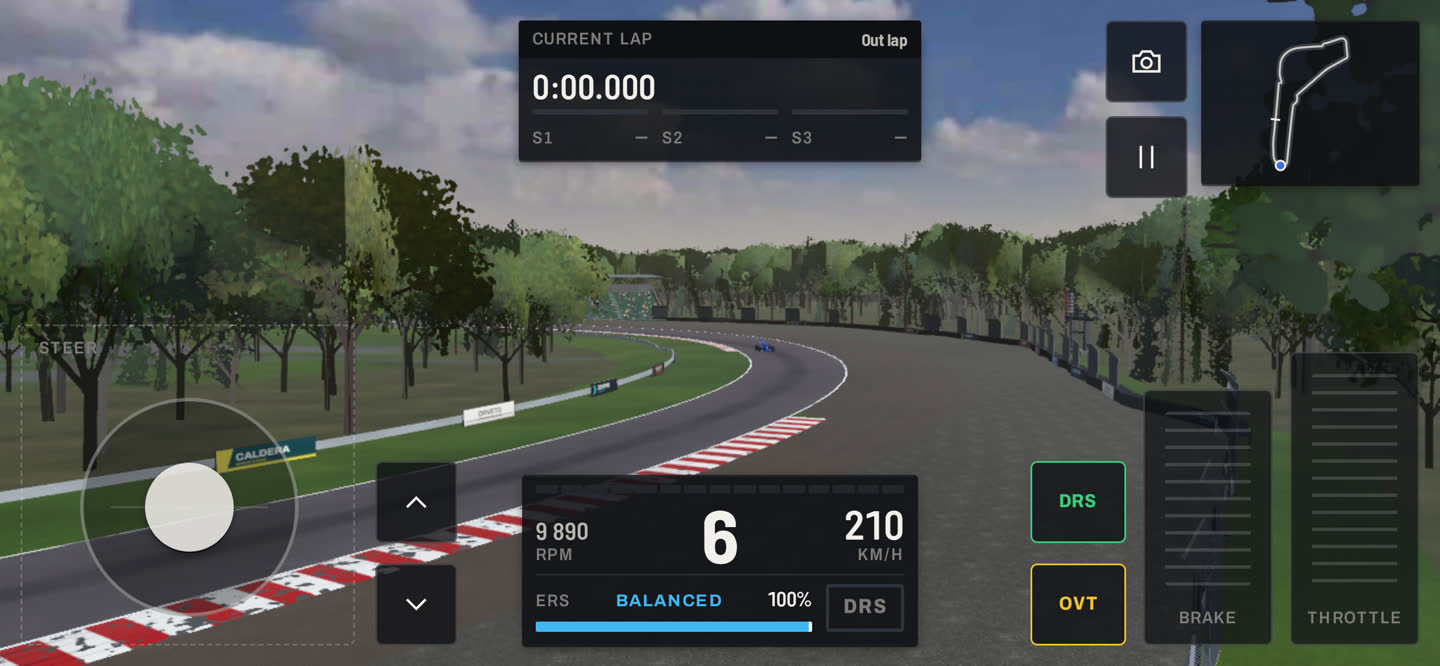 CURRENT LAP
Out lap
0:00.000
S1 – S2 – S3 –
STEER
ORVETO
CALDERA
9 890
RPM
6
210
KM/H
ERS
BALANCED
100%
DRS
DRS
OVT
BRAKE
THROTTLE